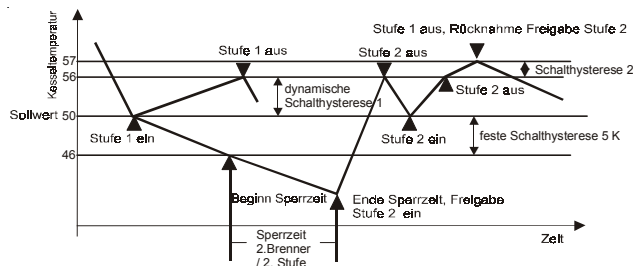 Stufe 1 aus, Rücknahme Freigabe Stufe 2
Kesseltemperatur
Stufe 1 aus
Stufe 2 aus
57
56
Schalthysterese 2
dynamische
Schalthysterese 1
Stufe 2 aus
Sollwert 50
Stufe 1 ein
Stufe 2 ein
feste Schalthysterese 5 K
46
Beginn Sperrzeit
Ende Sperrzeit, Freigabe
Stufe 2 ein
Sperrzeit
2.Brenner
/ 2. Stufe
Zeit